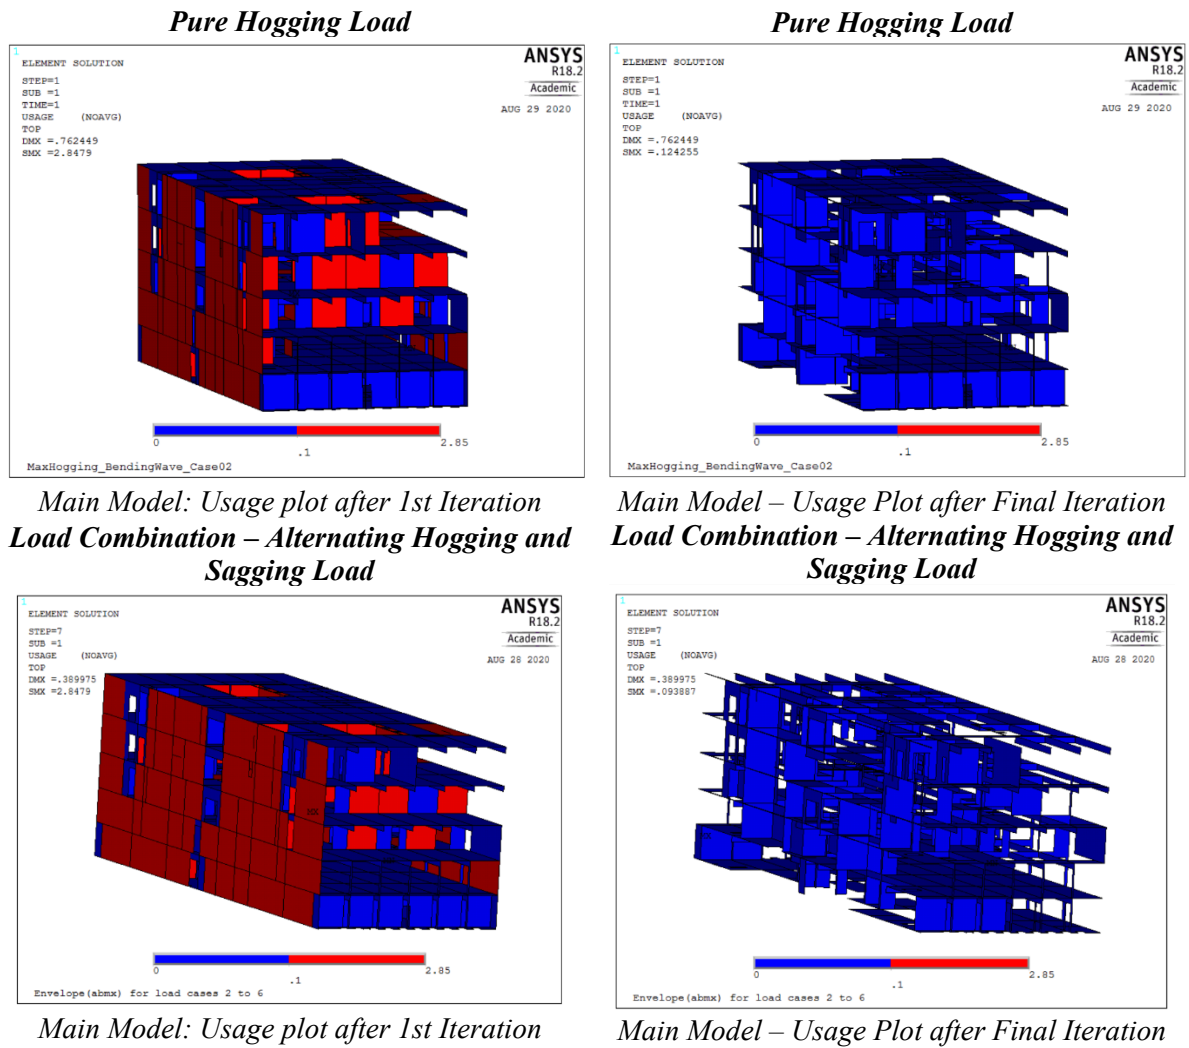 Pure Hogging Load
1
ELEMENT SOLUTION
STEP=1
SUB =1
TIME=1
USAGE (NOAVG)
TOP
DMX =.762449
SMX =2.8479
ANSYS
R18.2
Academic
AUG 29 2020
0
.1
2.85
MaxHogging_BendingWave_Case02
Main Model: Usage plot after 1st Iteration
Pure Hogging Load
1
ELEMENT SOLUTION
STEP=1
SUB =1
TIME=1
USAGE (NOAVG)
TOP
DMX =.762449
SMX =.124255
ANSYS
R18.2
Academic
AUG 29 2020
0
.1
2.85
MaxHogging_BendingWave_Case02
Main Model – Usage Plot after Final Iteration
Load Combination – Alternating Hogging and
Sagging Load
1
ELEMENT SOLUTION
STEP=7
SUB =1
USAGE (NOAVG)
TOP
DMX =.389975
SMX =2.8479
ANSYS
R18.2
Academic
AUG 28 2020
0
.1
2.85
Envelope(abmx) for load cases 2 to 6
Main Model: Usage plot after 1st Iteration
Load Combination – Alternating Hogging and
Sagging Load
1
ELEMENT SOLUTION
STEP=7
SUB =1
USAGE (NOAVG)
TOP
DMX =.389975
SMX =.093887
ANSYS
R18.2
Academic
AUG 28 2020
0
.1
2.85
Envelope(abmx) for load cases 2 to 6
Main Model – Usage Plot after Final Iteration